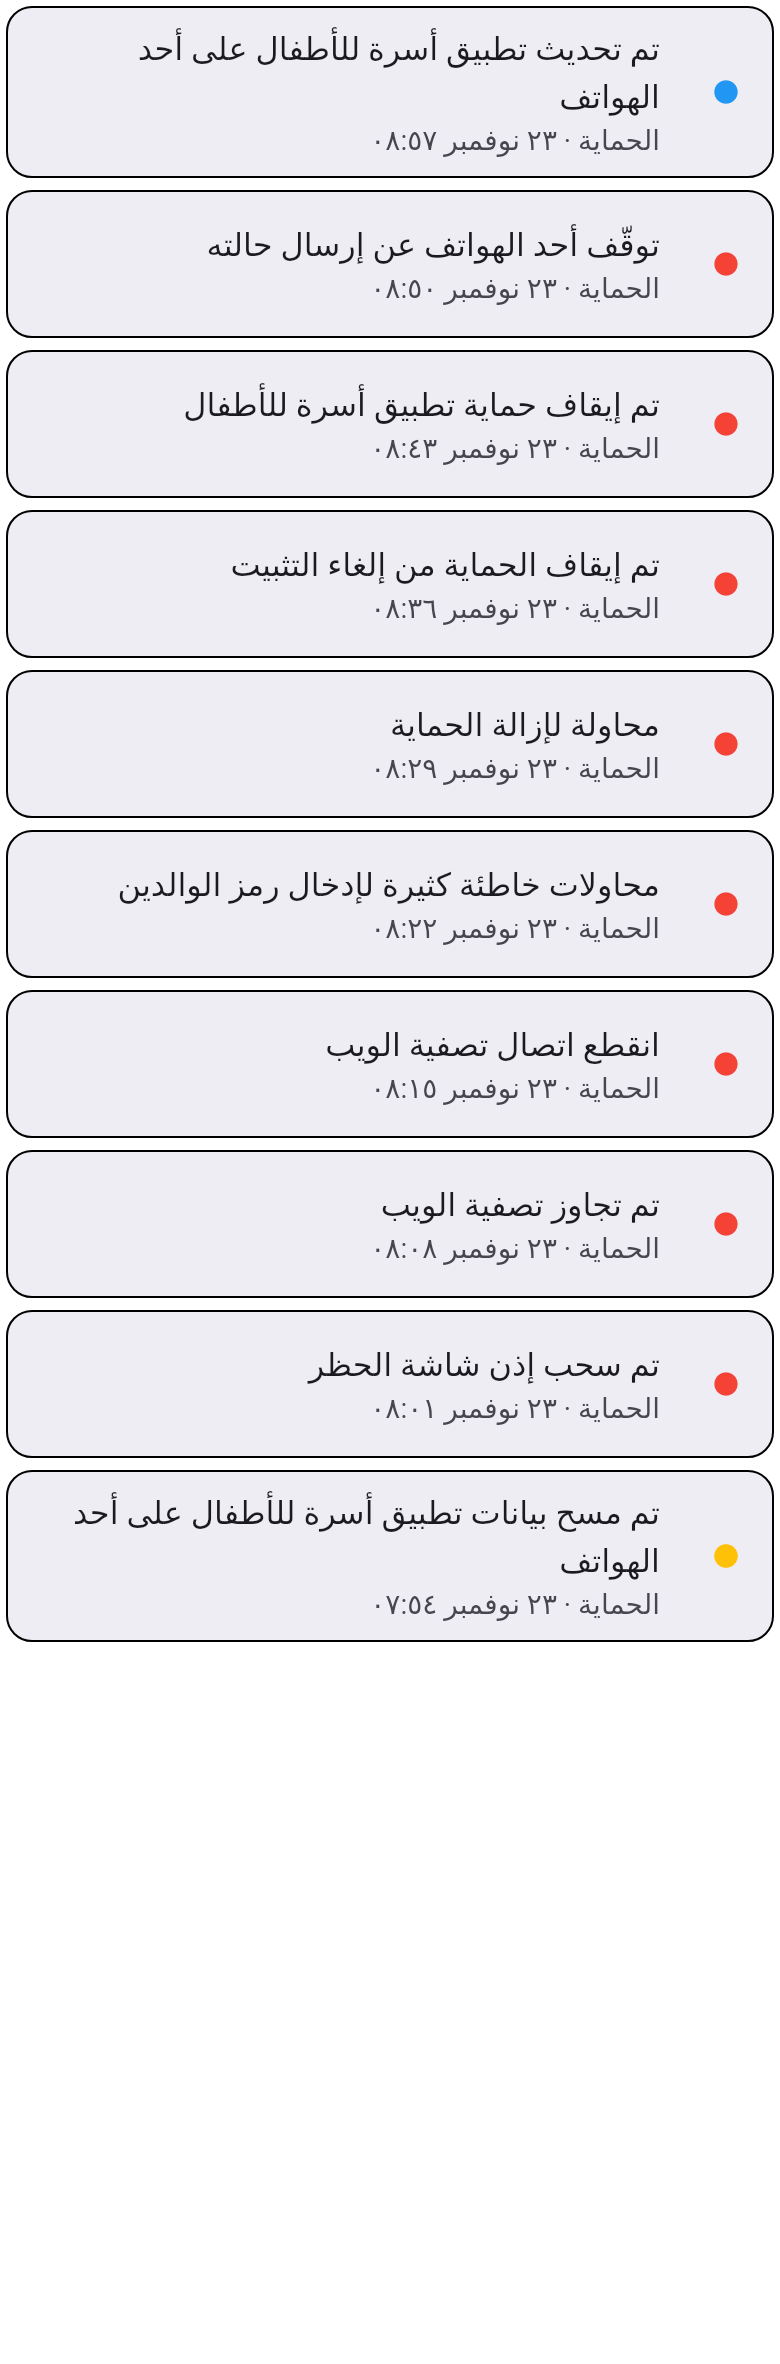 تم تحديث تطبيق أسرة للأطفال على أحد
الهواتف
الحماية · ٢٣ نوفمبر ٠٨:٥٧
توقّف أحد الهواتف عن إرسال حالته
الحماية · ٢٣ نوفمبر ٠٨:٥٠
تم إيقاف حماية تطبيق أسرة للأطفال
الحماية · ٢٣ نوفمبر ٠٨:٤٣
تم إيقاف الحماية من إلغاء التثبيت
الحماية · ٢٣ نوفمبر ٠٨:٣٦
محاولة لإزالة الحماية
الحماية · ٢٣ نوفمبر ٠٨:٢٩
محاولات خاطئة كثيرة لإدخال رمز الوالدين
الحماية · ٢٣ نوفمبر ٠٨:٢٢
انقطع اتصال تصفية الويب
الحماية · ٢٣ نوفمبر ٠٨:١٥
تم تجاوز تصفية الويب
الحماية · ٢٣ نوفمبر ٠٨:٠٨
تم سحب إذن شاشة الحظر
الحماية · ٢٣ نوفمبر ٠٨:٠١
تم مسح بيانات تطبيق أسرة للأطفال على أحد
الهواتف
الحماية · ٢٣ نوفمبر ٠٧:٥٤